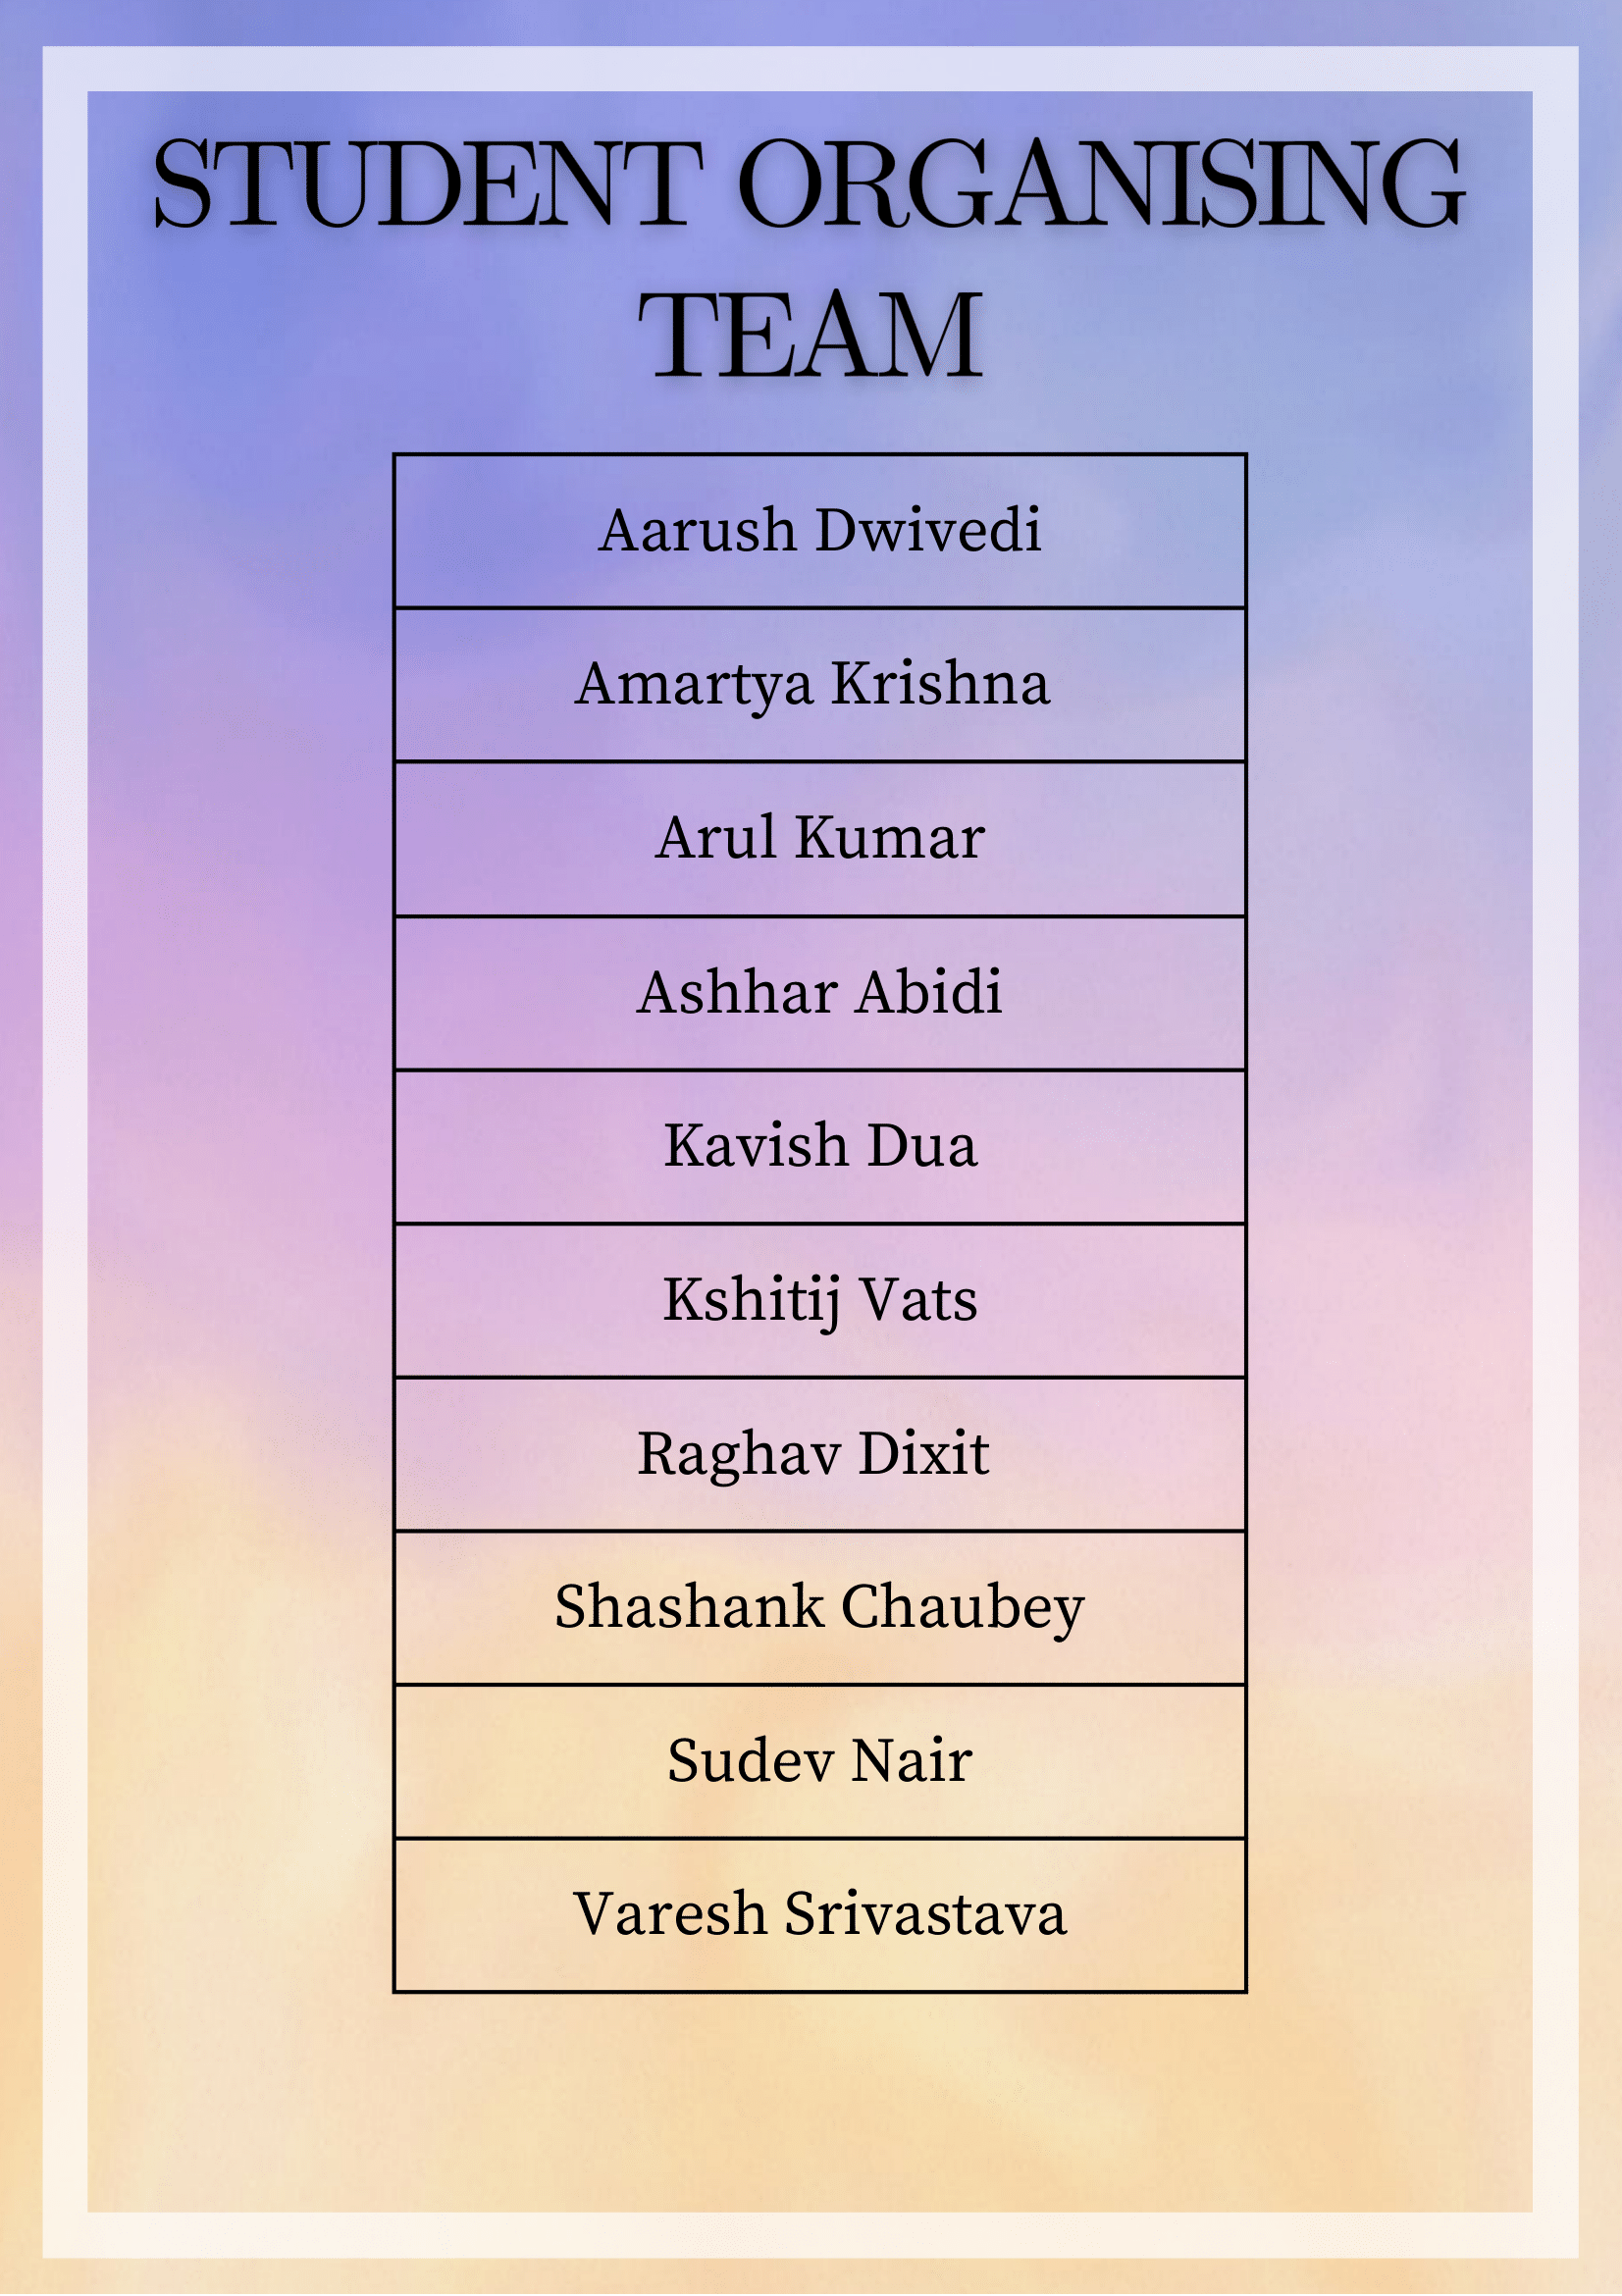 STUDENT ORGANISING
TEAM
Aarush Dwivedi
Amartya Krishna
Arul Kumar
Ashhar Abidi
Kavish Dua
Kshitij Vats
Raghav Dixit
Shashank Chaubey
Sudev Nair
Varesh Srivastava